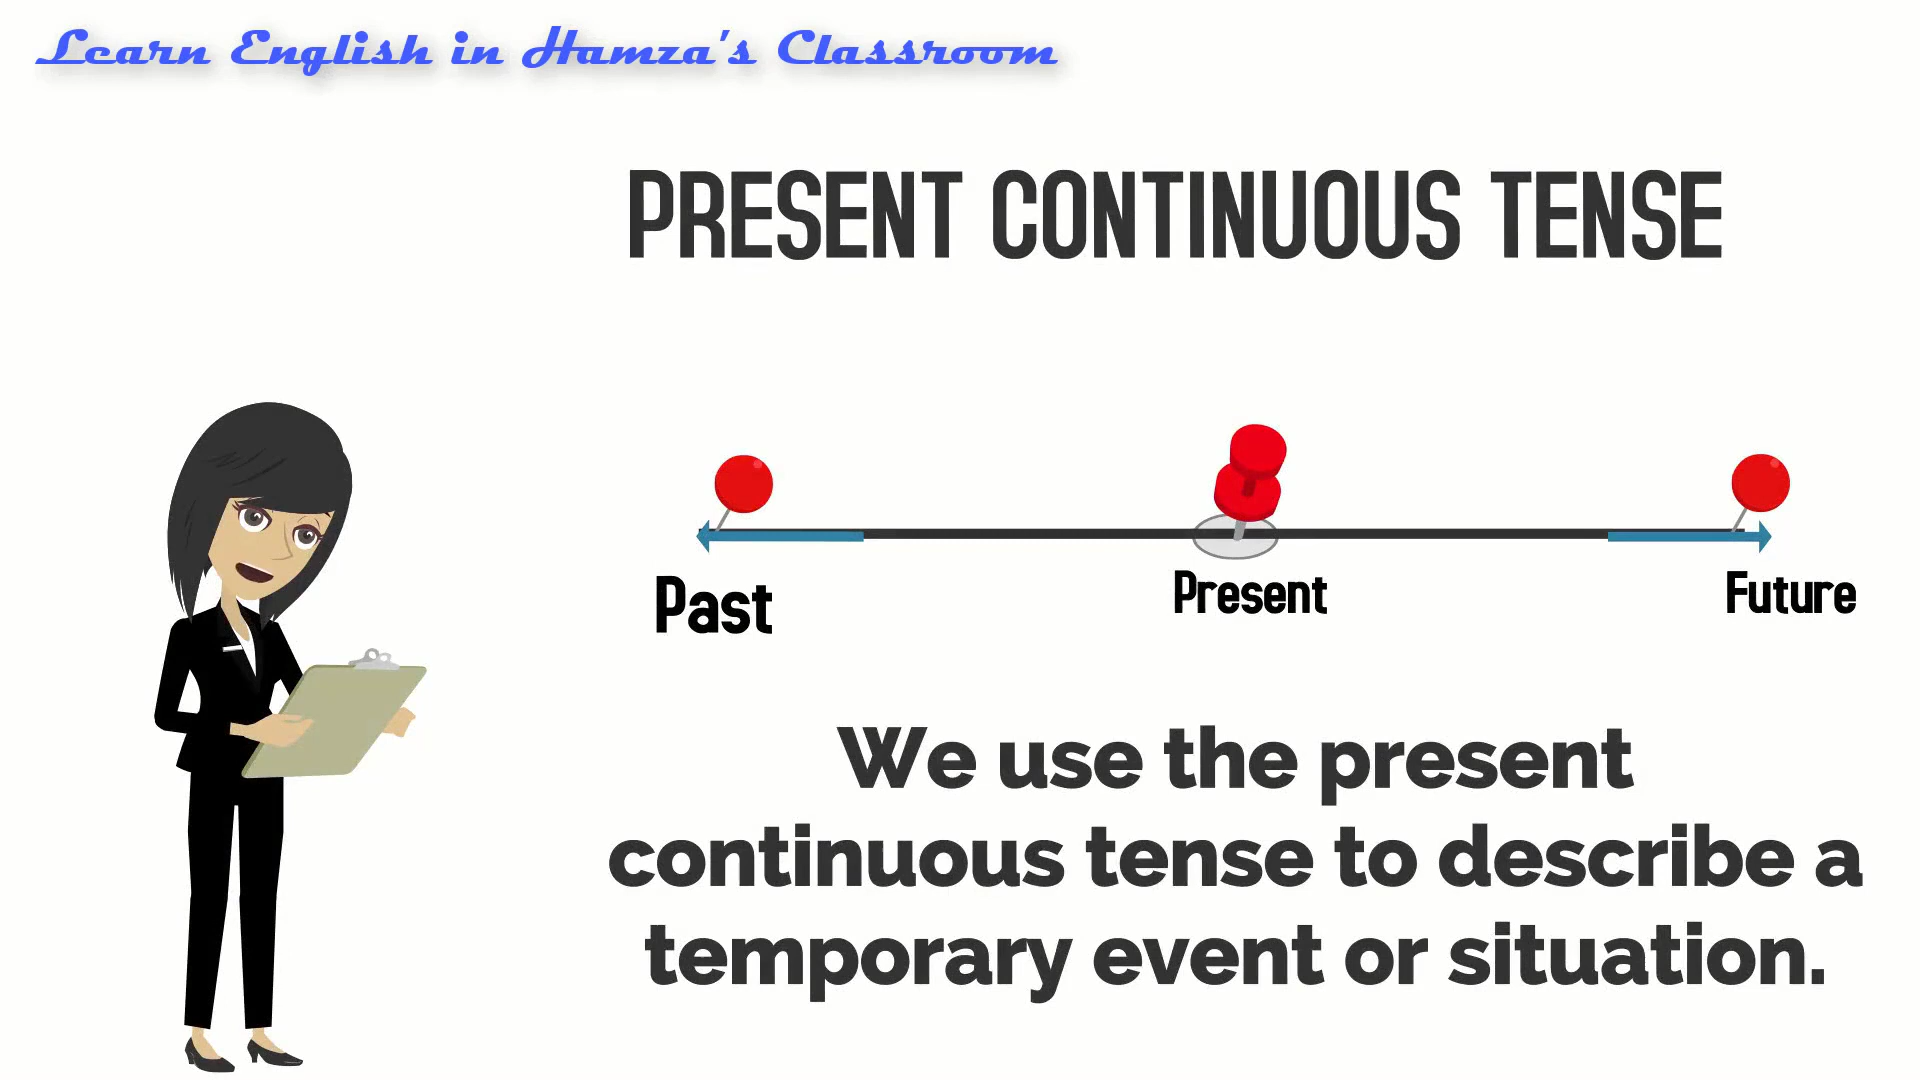 Learn English in Hamza's Classroom
PRESENT CONTINUOUS TENSE
Past
Present
Future
We use the present
continuous tense to describe a
temporary event or situation.